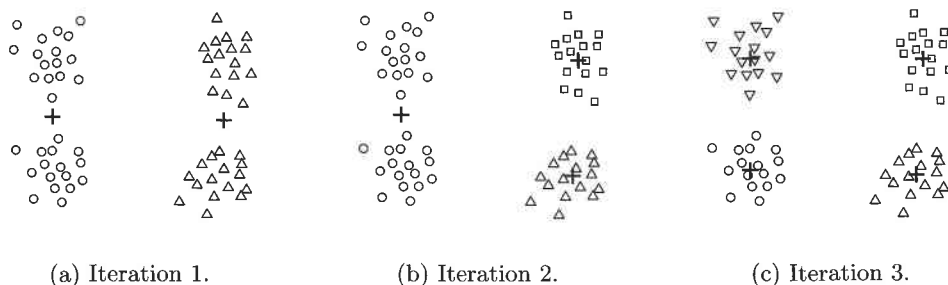 (a) Iteration 1.
(b) Iteration 2.
(c) Iteration 3.